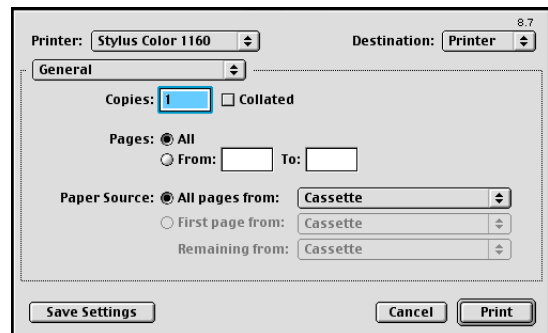 8.7
Printer: Stylus Color 1160 Destination: Printer
General
Copies: 1 Collated
Pages: All
From: To:
Paper Source: All pages from: Cassette
First page from: Cassette
Remaining from: Cassette
Save Settings Cancel Print